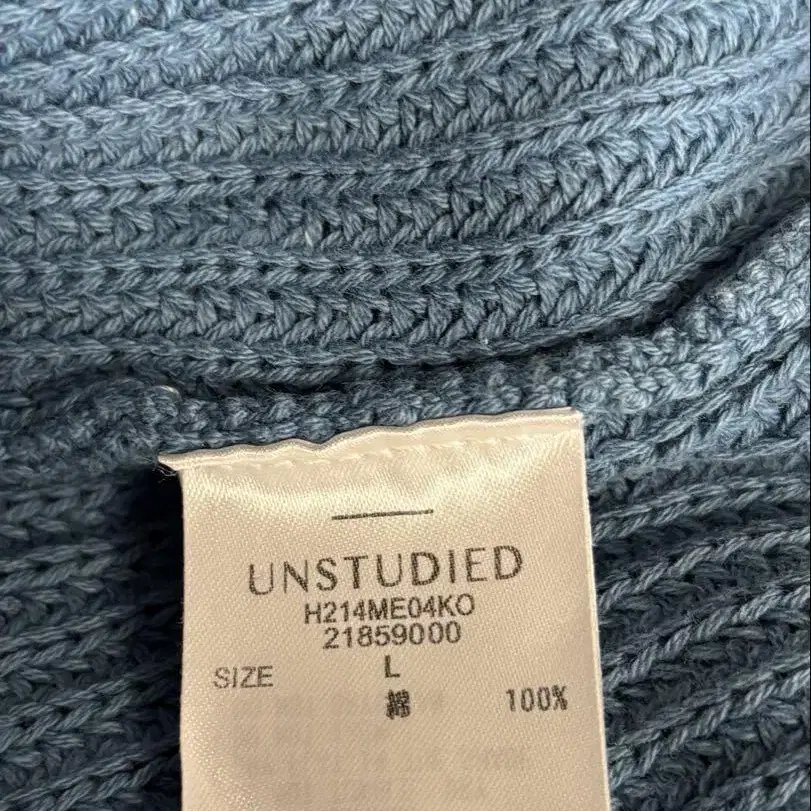 UNSTUDIED
H214ME04KO
21859000
SIZE L
綿 100%